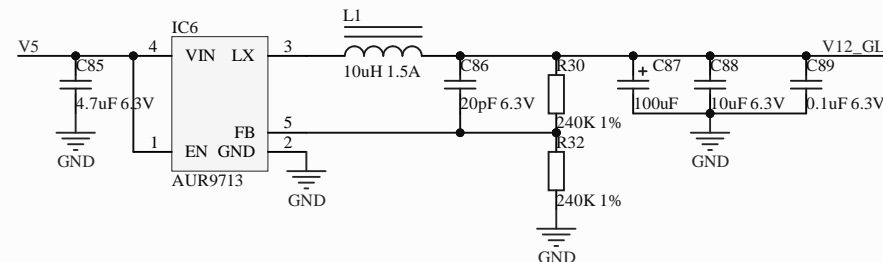 L1
IC6
V5
4
VIN
LX
3
V12_GL
C85
10uH 1.5A
C86
R30
C87
C88
C89
4.7uF 6.3V
20pF 6.3V
+
100uF
10uF 6.3V
0.1uF 6.3V
240K 1%
FB
5
R32
1
EN
GND
2
GND
GND
AUR9713
GND
240K 1%
GND